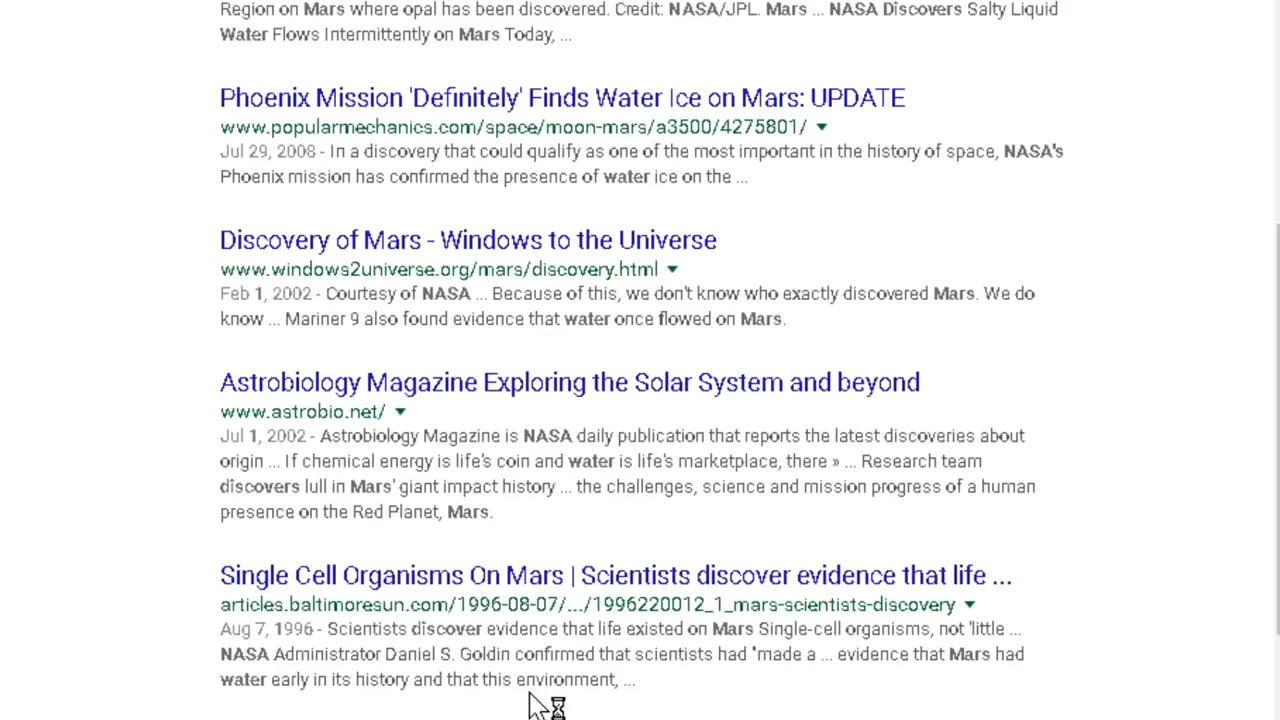 Region on Mars where opal has been discovered. Credit: NASA/JPL. Mars ... NASA Discovers Salty Liquid
Water Flows Intermittently on Mars Today, ...
Phoenix Mission 'Definitely' Finds Water Ice on Mars: UPDATE
www.popularmechanics.com/space/moon-mars/a3500/4275801/ ▼
Jul 29, 2008 - In a discovery that could qualify as one of the most important in the history of space, NASA's
Phoenix mission has confirmed the presence of water ice on the ...
Discovery of Mars - Windows to the Universe
www.windows2universe.org/mars/discovery.html ▼
Feb 1, 2002 - Courtesy of NASA ... Because of this, we don't know who exactly discovered Mars. We do
know ... Mariner 9 also found evidence that water once flowed on Mars.
Astrobiology Magazine Exploring the Solar System and beyond
www.astrobio.net/ ▼
Jul 1, 2002 - Astrobiology Magazine is NASA daily publication that reports the latest discoveries about
origin ... If chemical energy is life's coin and water is life's marketplace, there » ... Research team
discovers lull in Mars' giant impact history ... the challenges, science and mission progress of a human
presence on the Red Planet, Mars.
Single Cell Organisms On Mars | Scientists discover evidence that life ...
articles.baltimoresun.com/1996-08-07/.../1996220012_1_mars-scientists-discovery ▼
Aug 7, 1996 - Scientists discover evidence that life existed on Mars Single-cell organisms, not 'little ...
NASA Administrator Daniel S. Goldin confirmed that scientists had "made a ... evidence that Mars had
water early in its history and that this environment, ...